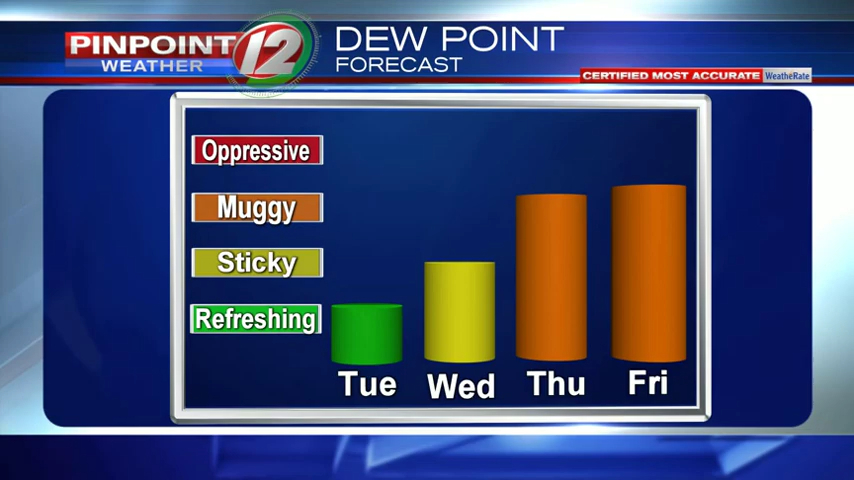 PINPOINT 12
WEATHER
DEW POINT
FORECAST
CERTIFIED MOST ACCURATE WeatheRate
Oppressive
Muggy
Sticky
Refreshing
Tue Wed Thu Fri